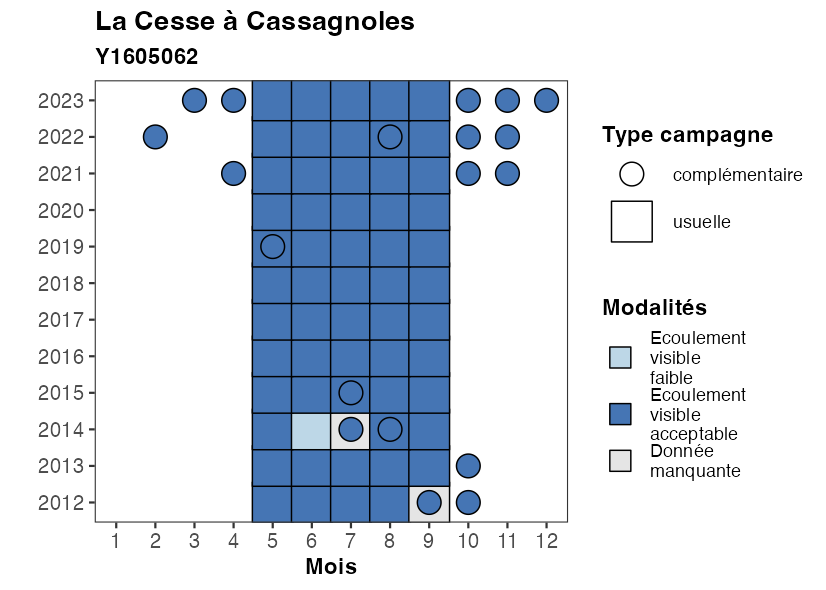 La Cesse à Cassagnoles
Y1605062
2023
2022
2021
2020
2019
2018
2017
2016
2015
2014
2013
2012
1 2 3 4 5 6 7 8 9 10 11 12
Mois
Type campagne
complémentaire
usuelle
Modalités
Ecoulement
visible
faible
Ecoulement
visible
acceptable
Donnée
manquante